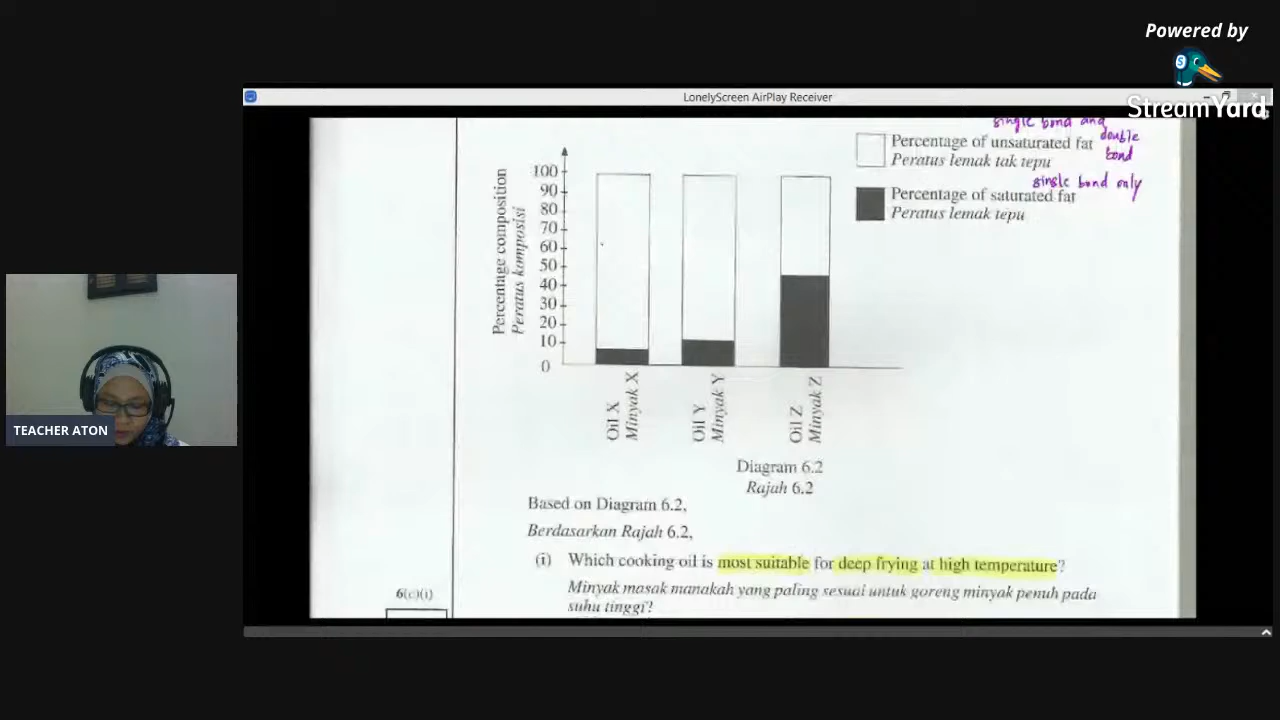 Powered by
StreamYard
LonelyScreen AirPlay Receiver
single bond and
double
bond
Percentage of unsaturated fat
Peratus lemak tak tepu
single bond only
Percentage of saturated fat
Peratus lemak tepu
Percentage composition
Peratus komposisi
100
90
80
70
60
50
40
30
20
10
0
Oil X
Minyak X
Oil Y
Minyak Y
Oil Z
Minyak Z
Diagram 6.2
Rajah 6.2
Based on Diagram 6.2,
Berdasarkan Rajah 6.2,
(i) Which cooking oil is most suitable for deep frying at high temperature?
Minyak masak manakah yang paling sesuai untuk goreng minyak penuh pada
suhu tinggi?
6(c)(i)
TEACHER ATON